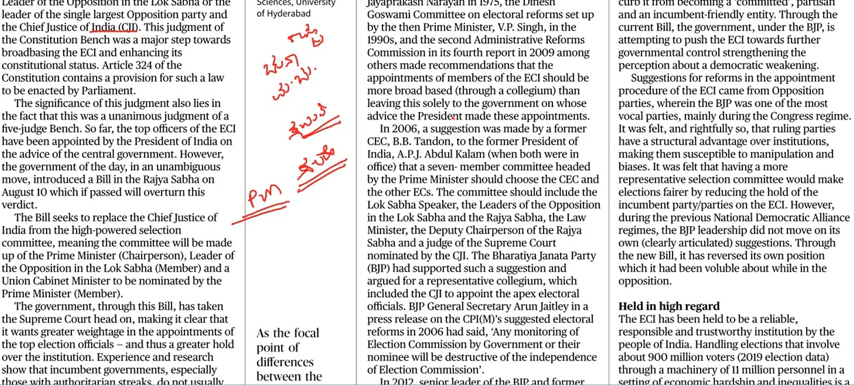 Leader of the Opposition in the Lok Sabha or the
leader of the single largest Opposition party and
the Chief Justice of India (CJI). This judgment of
the Constitution Bench was a major step towards
broadbasing the ECI and enhancing its
constitutional status. Article 324 of the
Constitution contains a provision for such a law
to be enacted by Parliament.
The significance of this judgment also lies in
the fact that this was a unanimous judgment of a
five-judge Bench. So far, the top officers of the ECI
have been appointed by the President of India on
the advice of the central government. However,
the government of the day, in an unambiguous
move, introduced a Bill in the Rajya Sabha on
August 10 which if passed will overturn this
verdict.
The Bill seeks to replace the Chief Justice of
India from the high-powered selection
committee, meaning the committee will be made
up of the Prime Minister (Chairperson), Leader of
the Opposition in the Lok Sabha (Member) and a
Union Cabinet Minister to be nominated by the
Prime Minister (Member).
The government, through this Bill, has taken
the Supreme Court head on, making it clear that
it wants greater weightage in the appointments of
the top election officials – and thus a greater hold
over the institution. Experience and research
show that incumbent governments, especially
those with authoritarian streaks, do not usually
Sciences, University
of Hyderabad
PM
As the focal
point of
differences
between the
Jayaprakash Narayan in 1975, the Dinesh
Goswami Committee on electoral reforms set up
by the then Prime Minister, V.P. Singh, in the
1990s, and the second Administrative Reforms
Commission in its fourth report in 2009 among
others made recommendations that the
appointments of members of the ECI should be
more broad based (through a collegium) than
leaving this solely to the government on whose
advice the President made these appointments.
In 2006, a suggestion was made by a former
CEC, B.B. Tandon, to the former President of
India, A.P.J. Abdul Kalam (when both were in
office) that a seven-member committee headed
by the Prime Minister should choose the CEC and
the other ECs. The committee should include the
Lok Sabha Speaker, the Leaders of the Opposition
in the Lok Sabha and the Rajya Sabha, the Law
Minister, the Deputy Chairperson of the Rajya
Sabha and a judge of the Supreme Court
nominated by the CJI. The Bharatiya Janata Party
(BJP) had supported such a suggestion and
argued for a representative collegium, which
included the CJI to appoint the apex electoral
officials. BJP General Secretary Arun Jaitley in a
press release on the CPI(M)'s suggested electoral
reforms in 2006 had said, 'Any monitoring of
Election Commission by Government or their
nominee will be destructive of the independence
of Election Commission'.
In 2012, senior leader of the BJP and former
curb it from becoming a 'committed', partisan
and an incumbent-friendly entity. Through the
current Bill, the government, under the BJP, is
attempting to push the ECI towards further
governmental control strengthening the
perception about a democratic weakening.
Suggestions for reforms in the appointment
procedure of the ECI came from Opposition
parties, wherein the BJP was one of the most
vocal parties, mainly during the Congress regime.
It was felt, and rightfully so, that ruling parties
have a structural advantage over institutions,
making them susceptible to manipulation and
biases. It was felt that having a more
representative selection committee would make
elections fairer by reducing the hold of the
incumbent party/parties on the ECI. However,
during the previous National Democratic Alliance
regimes, the BJP leadership did not move on its
own (clearly articulated) suggestions. Through
the new Bill, it has reversed its own position
which it had been voluble about while in the
opposition.
Held in high regard
The ECI has been held to be a reliable,
responsible and trustworthy institution by the
people of India. Handling elections that involve
about 900 million voters (2019 election data)
through a machinery of 11 million personnel in a
setting of economic hardship and inequalities is a